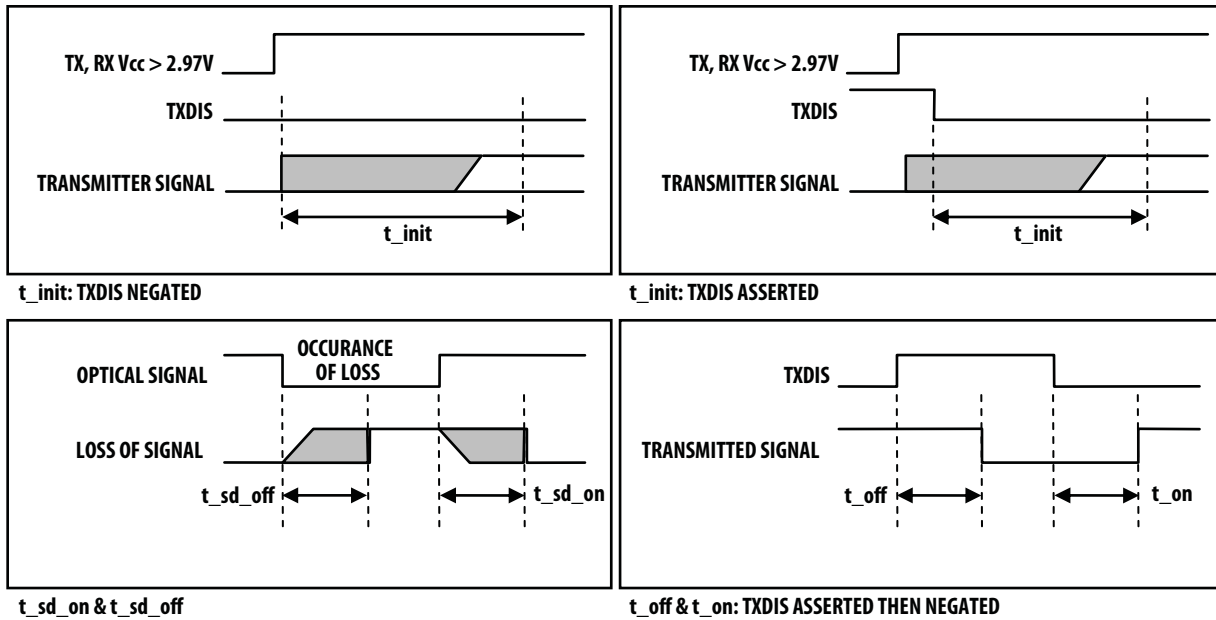 TX, RX Vcc > 2.97V
TXDIS
TRANSMITTER SIGNAL
t_init
t_init: TXDIS NEGATED
TX, RX Vcc > 2.97V
TXDIS
TRANSMITTER SIGNAL
t_init
t_init: TXDIS ASSERTED
OPTICAL SIGNAL
OCCURANCE
OF LOSS
LOSS OF SIGNAL
t_sd_off
t_sd_on
t_sd_on & t_sd_off
TXDIS
TRANSMITTED SIGNAL
t_off
t_on
t_off & t_on: TXDIS ASSERTED THEN NEGATED